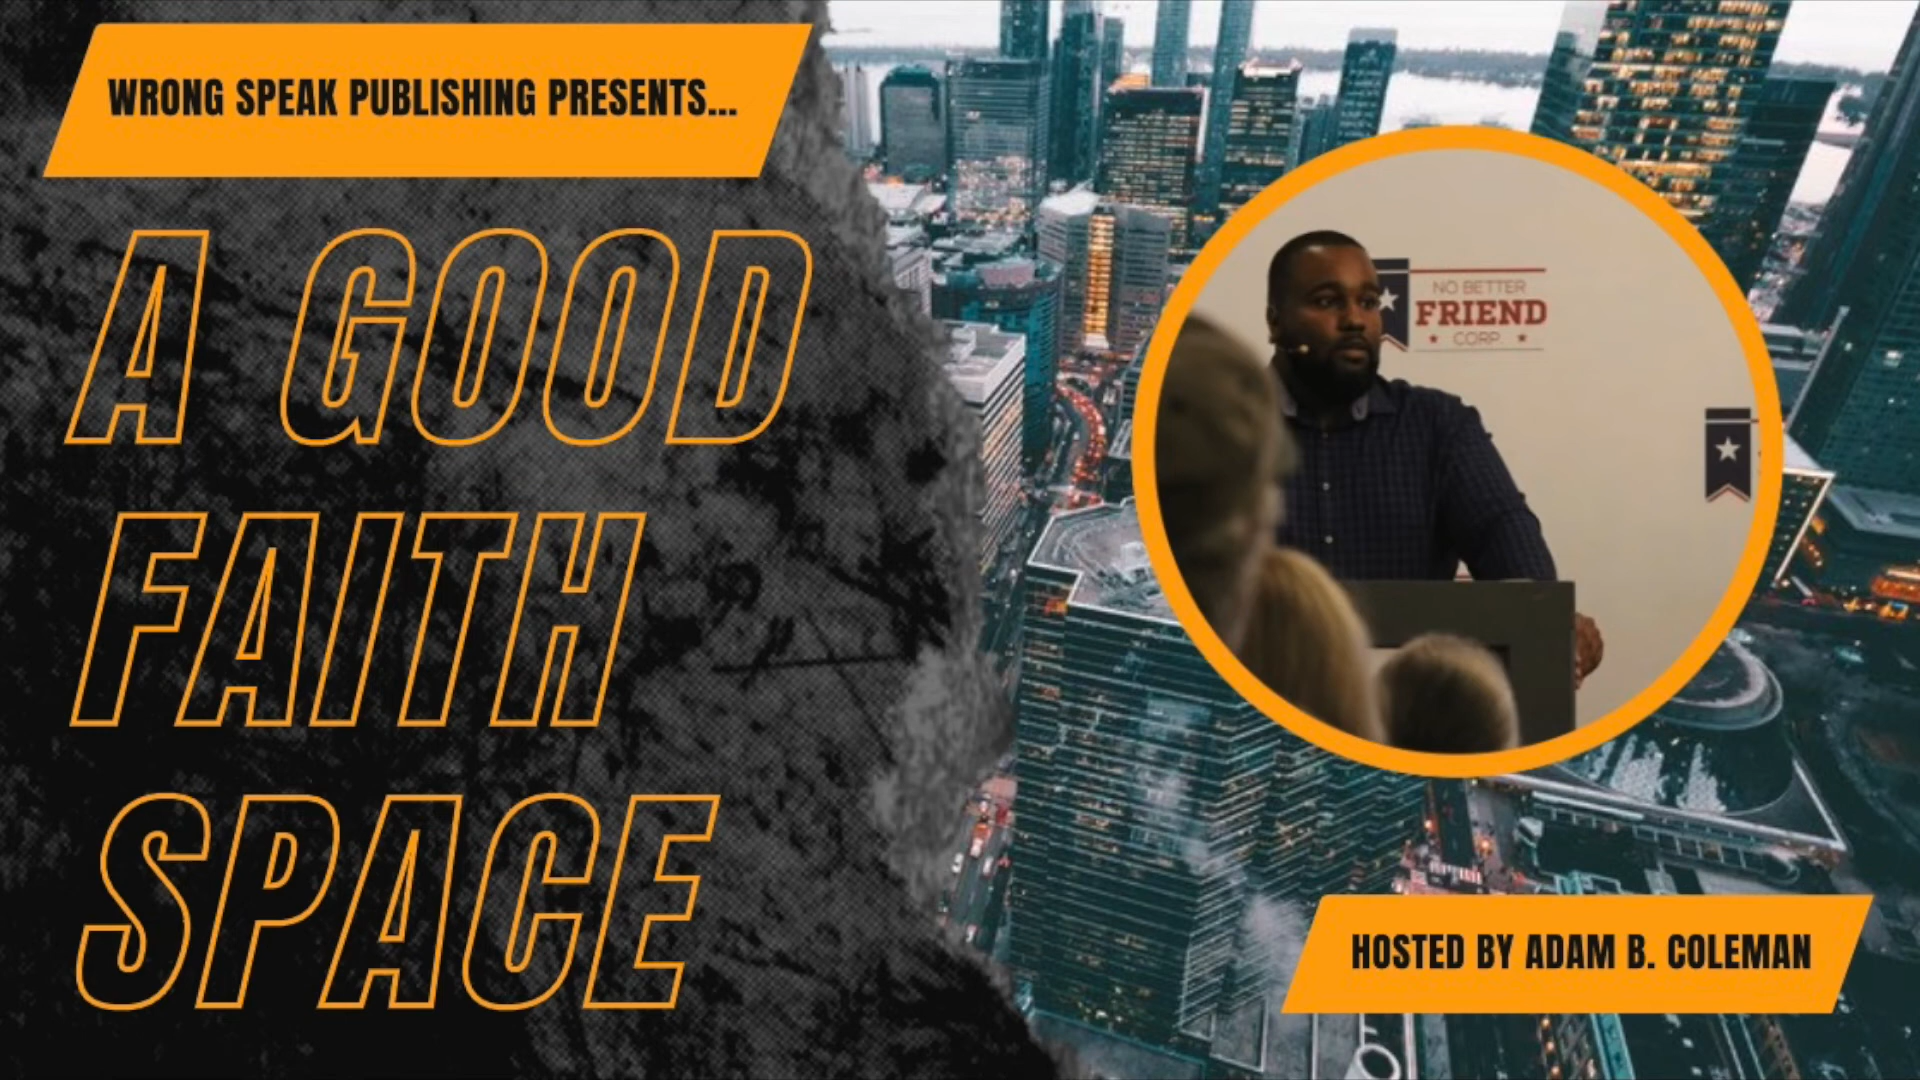 WRONG SPEAK PUBLISHING PRESENTS...
A GOOD
FAITH
SPACE
NO BETTER
FRIEND
CORP.
HOSTED BY ADAM B. COLEMAN